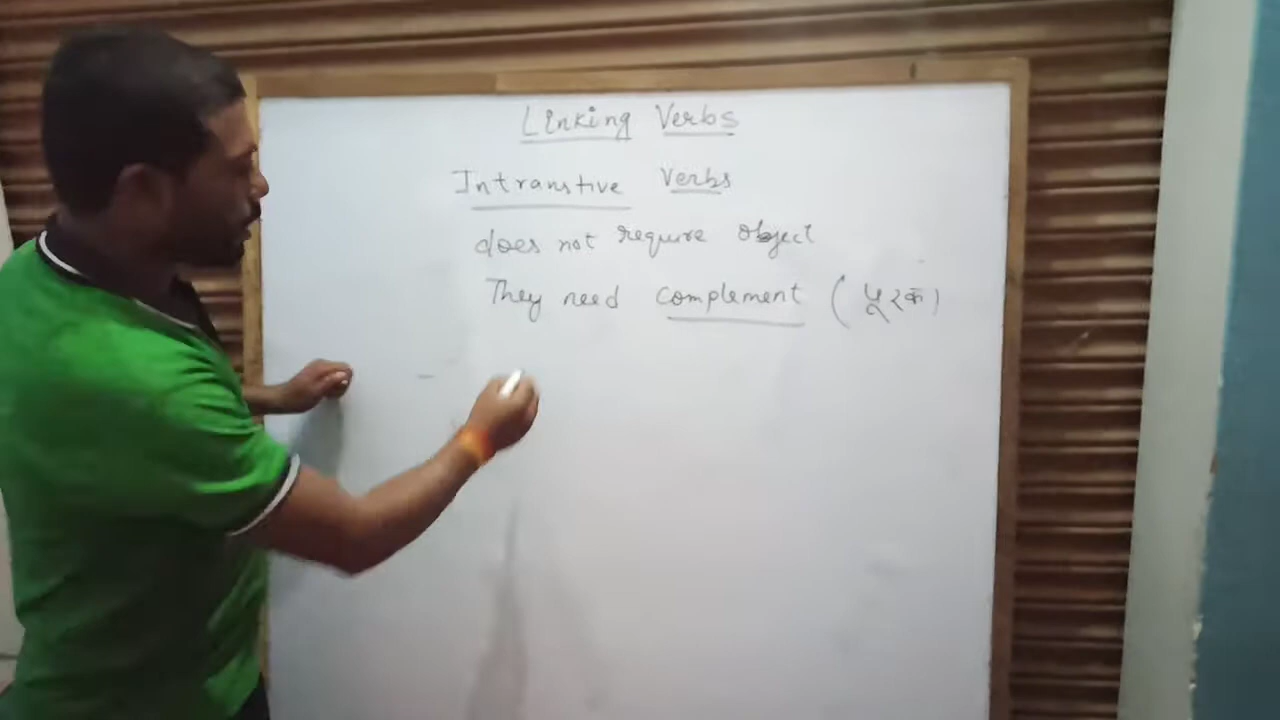 Linking Verbs
Intranstive Verbs
does not require object
They need complement (पूरक)